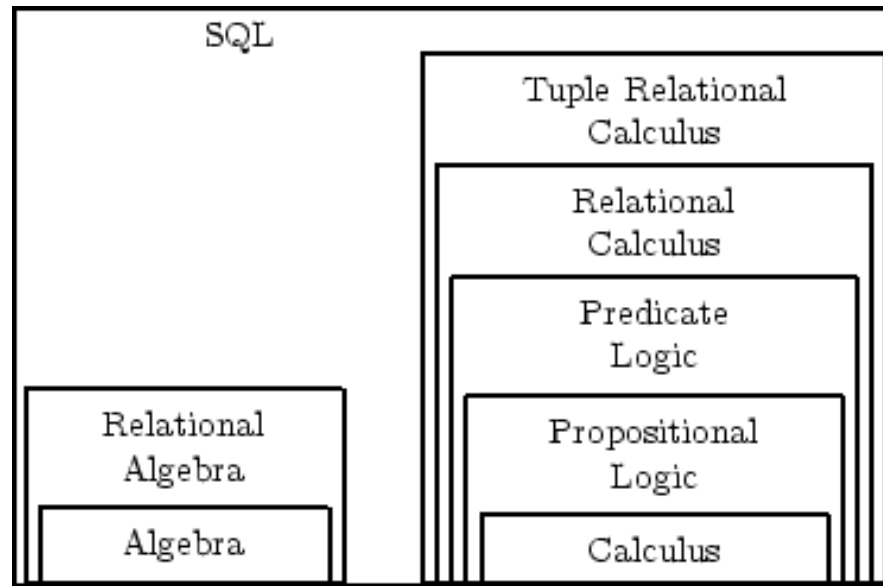 SQL
Tuple Relational
Calculus
Relational
Calculus
Predicate
Logic
Relational
Algebra
Propositional
Logic
Algebra
Calculus